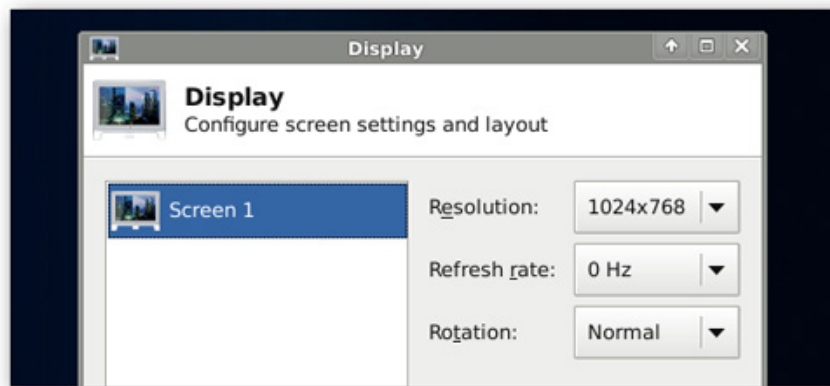 Display
Display
Configure screen settings and layout
Screen 1
Resolution: 1024x768
Refresh rate: 0 Hz
Rotation: Normal